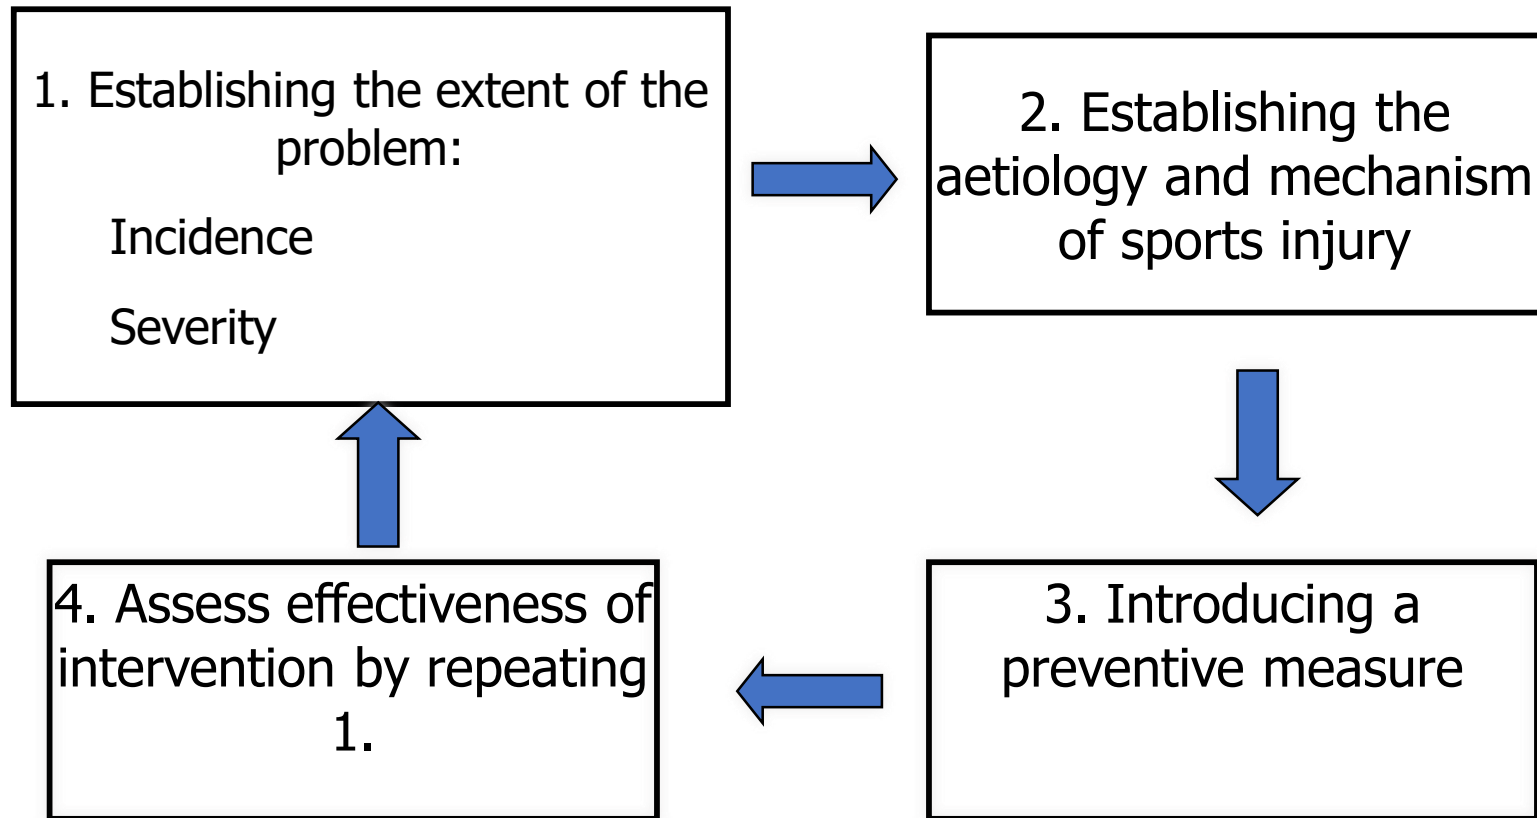 1. Establishing the extent of the
problem:
Incidence
Severity
2. Establishing the
aetiology and mechanism
of sports injury
3. Introducing a
preventive measure
4. Assess effectiveness of
intervention by repeating
1.